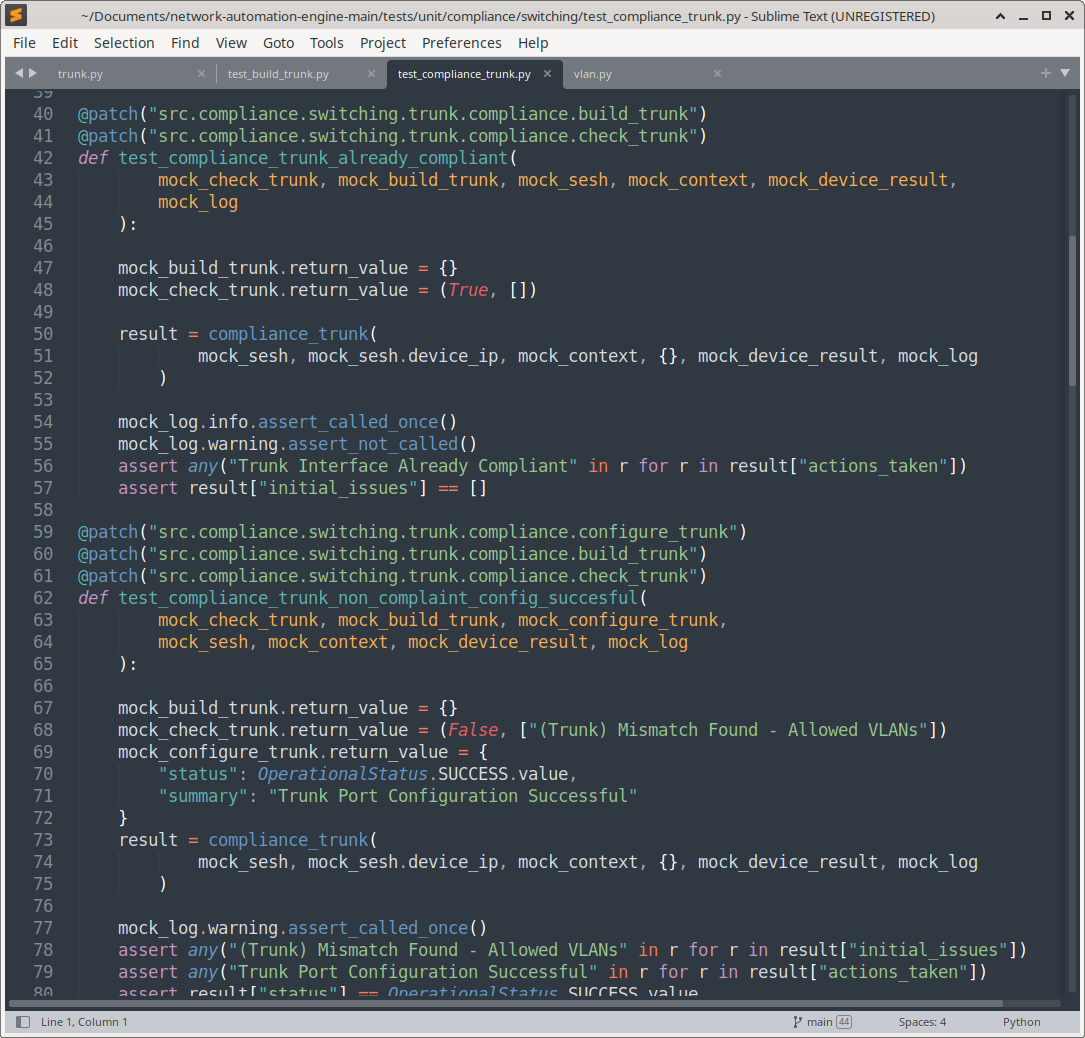 ~/Documents/network-automation-engine-main/tests/unit/compliance/switching/test_compliance_trunk.py - Sublime Text (UNREGISTERED)
File Edit Selection Find View Goto Tools Project Preferences Help
trunk.py test_build_trunk.py test_compliance_trunk.py vlan.py
39
40 @patch("src.compliance.switching.trunk.compliance.build_trunk")
41 @patch("src.compliance.switching.trunk.compliance.check_trunk")
42 def test_compliance_trunk_already_compliant(
43         mock_check_trunk, mock_build_trunk, mock_sesh, mock_context, mock_device_result,
44         mock_log
45     ):
46
47     mock_build_trunk.return_value = {}
48     mock_check_trunk.return_value = (True, [])
49
50     result = compliance_trunk(
51             mock_sesh, mock_sesh.device_ip, mock_context, {}, mock_device_result, mock_log
52         )
53
54     mock_log.info.assert_called_once()
55     mock_log.warning.assert_not_called()
56     assert any("Trunk Interface Already Compliant" in r for r in result["actions_taken"])
57     assert result["initial_issues"] == []
58
59 @patch("src.compliance.switching.trunk.compliance.configure_trunk")
60 @patch("src.compliance.switching.trunk.compliance.build_trunk")
61 @patch("src.compliance.switching.trunk.compliance.check_trunk")
62 def test_compliance_trunk_non_complaint_config_succesful(
63         mock_check_trunk, mock_build_trunk, mock_configure_trunk,
64         mock_sesh, mock_context, mock_device_result, mock_log
65     ):
66
67     mock_build_trunk.return_value = {}
68     mock_check_trunk.return_value = (False, ["(Trunk) Mismatch Found - Allowed VLANs"])
69     mock_configure_trunk.return_value = {
70         "status": OperationalStatus.SUCCESS.value,
71         "summary": "Trunk Port Configuration Successful"
72     }
73     result = compliance_trunk(
74             mock_sesh, mock_sesh.device_ip, mock_context, {}, mock_device_result, mock_log
75         )
76
77     mock_log.warning.assert_called_once()
78     assert any("(Trunk) Mismatch Found - Allowed VLANs" in r for r in result["initial_issues"])
79     assert any("Trunk Port Configuration Successful" in r for r in result["actions_taken"])
80     assert result["status"] == OperationalStatus.SUCCESS.value
Line 1, Column 1 main 44 Spaces: 4 Python